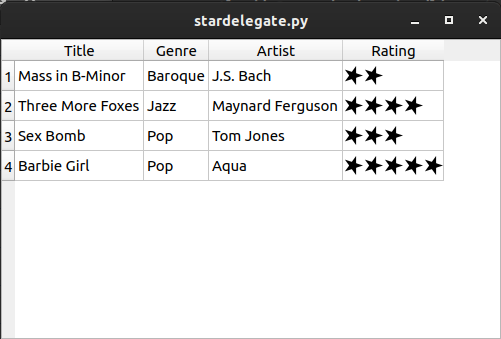 stardelegate.py
Title Genre Artist Rating
1 Mass in B-Minor Baroque J.S. Bach
2 Three More Foxes Jazz Maynard Ferguson
3 Sex Bomb Pop Tom Jones
4 Barbie Girl Pop Aqua